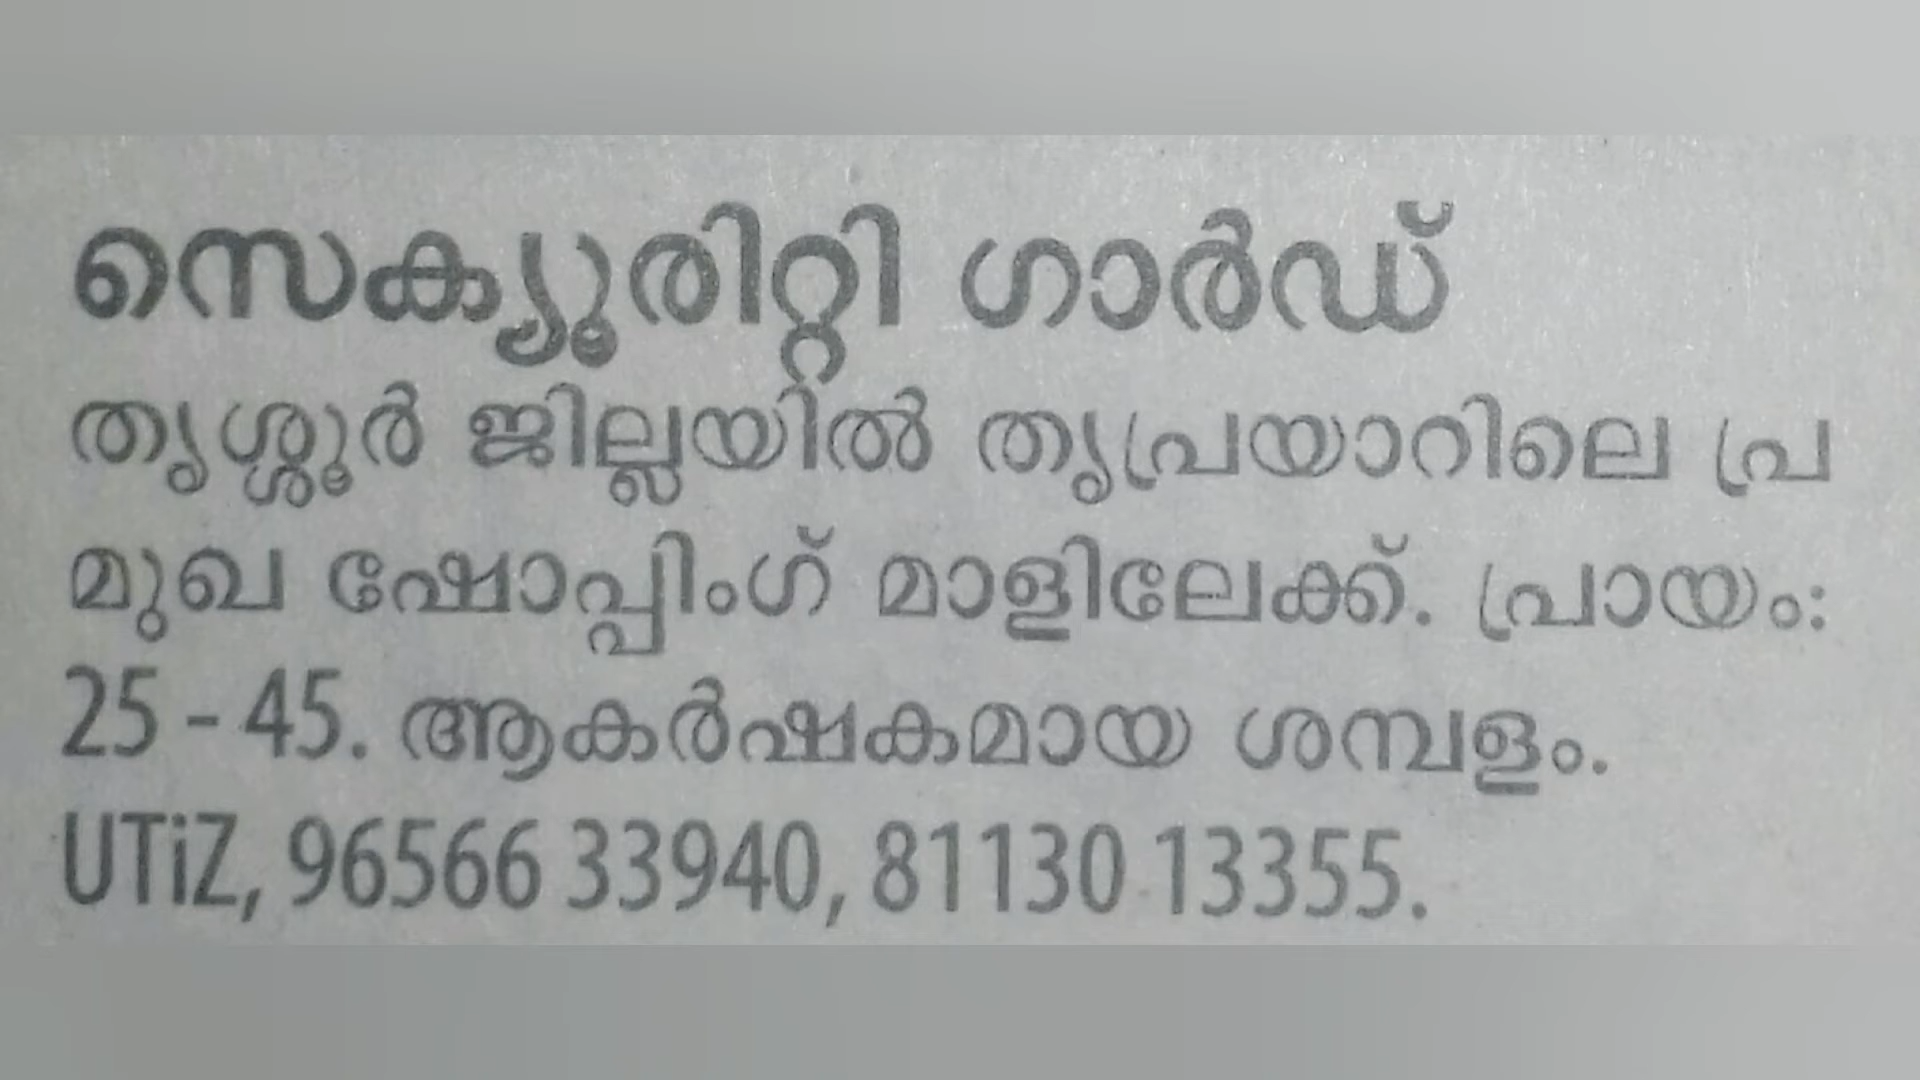 സെക്യൂരിറ്റി ഗാർഡ്
തൃശ്ശൂർ ജില്ലയിൽ തൃപ്രയാറിലെ പ്ര
മുഖ ഷോപ്പിംഗ് മാളിലേക്ക്. പ്രായം:
25 - 45. ആകർഷകമായ ശമ്പളം.
UTiZ, 96566 33940, 81130 13355.